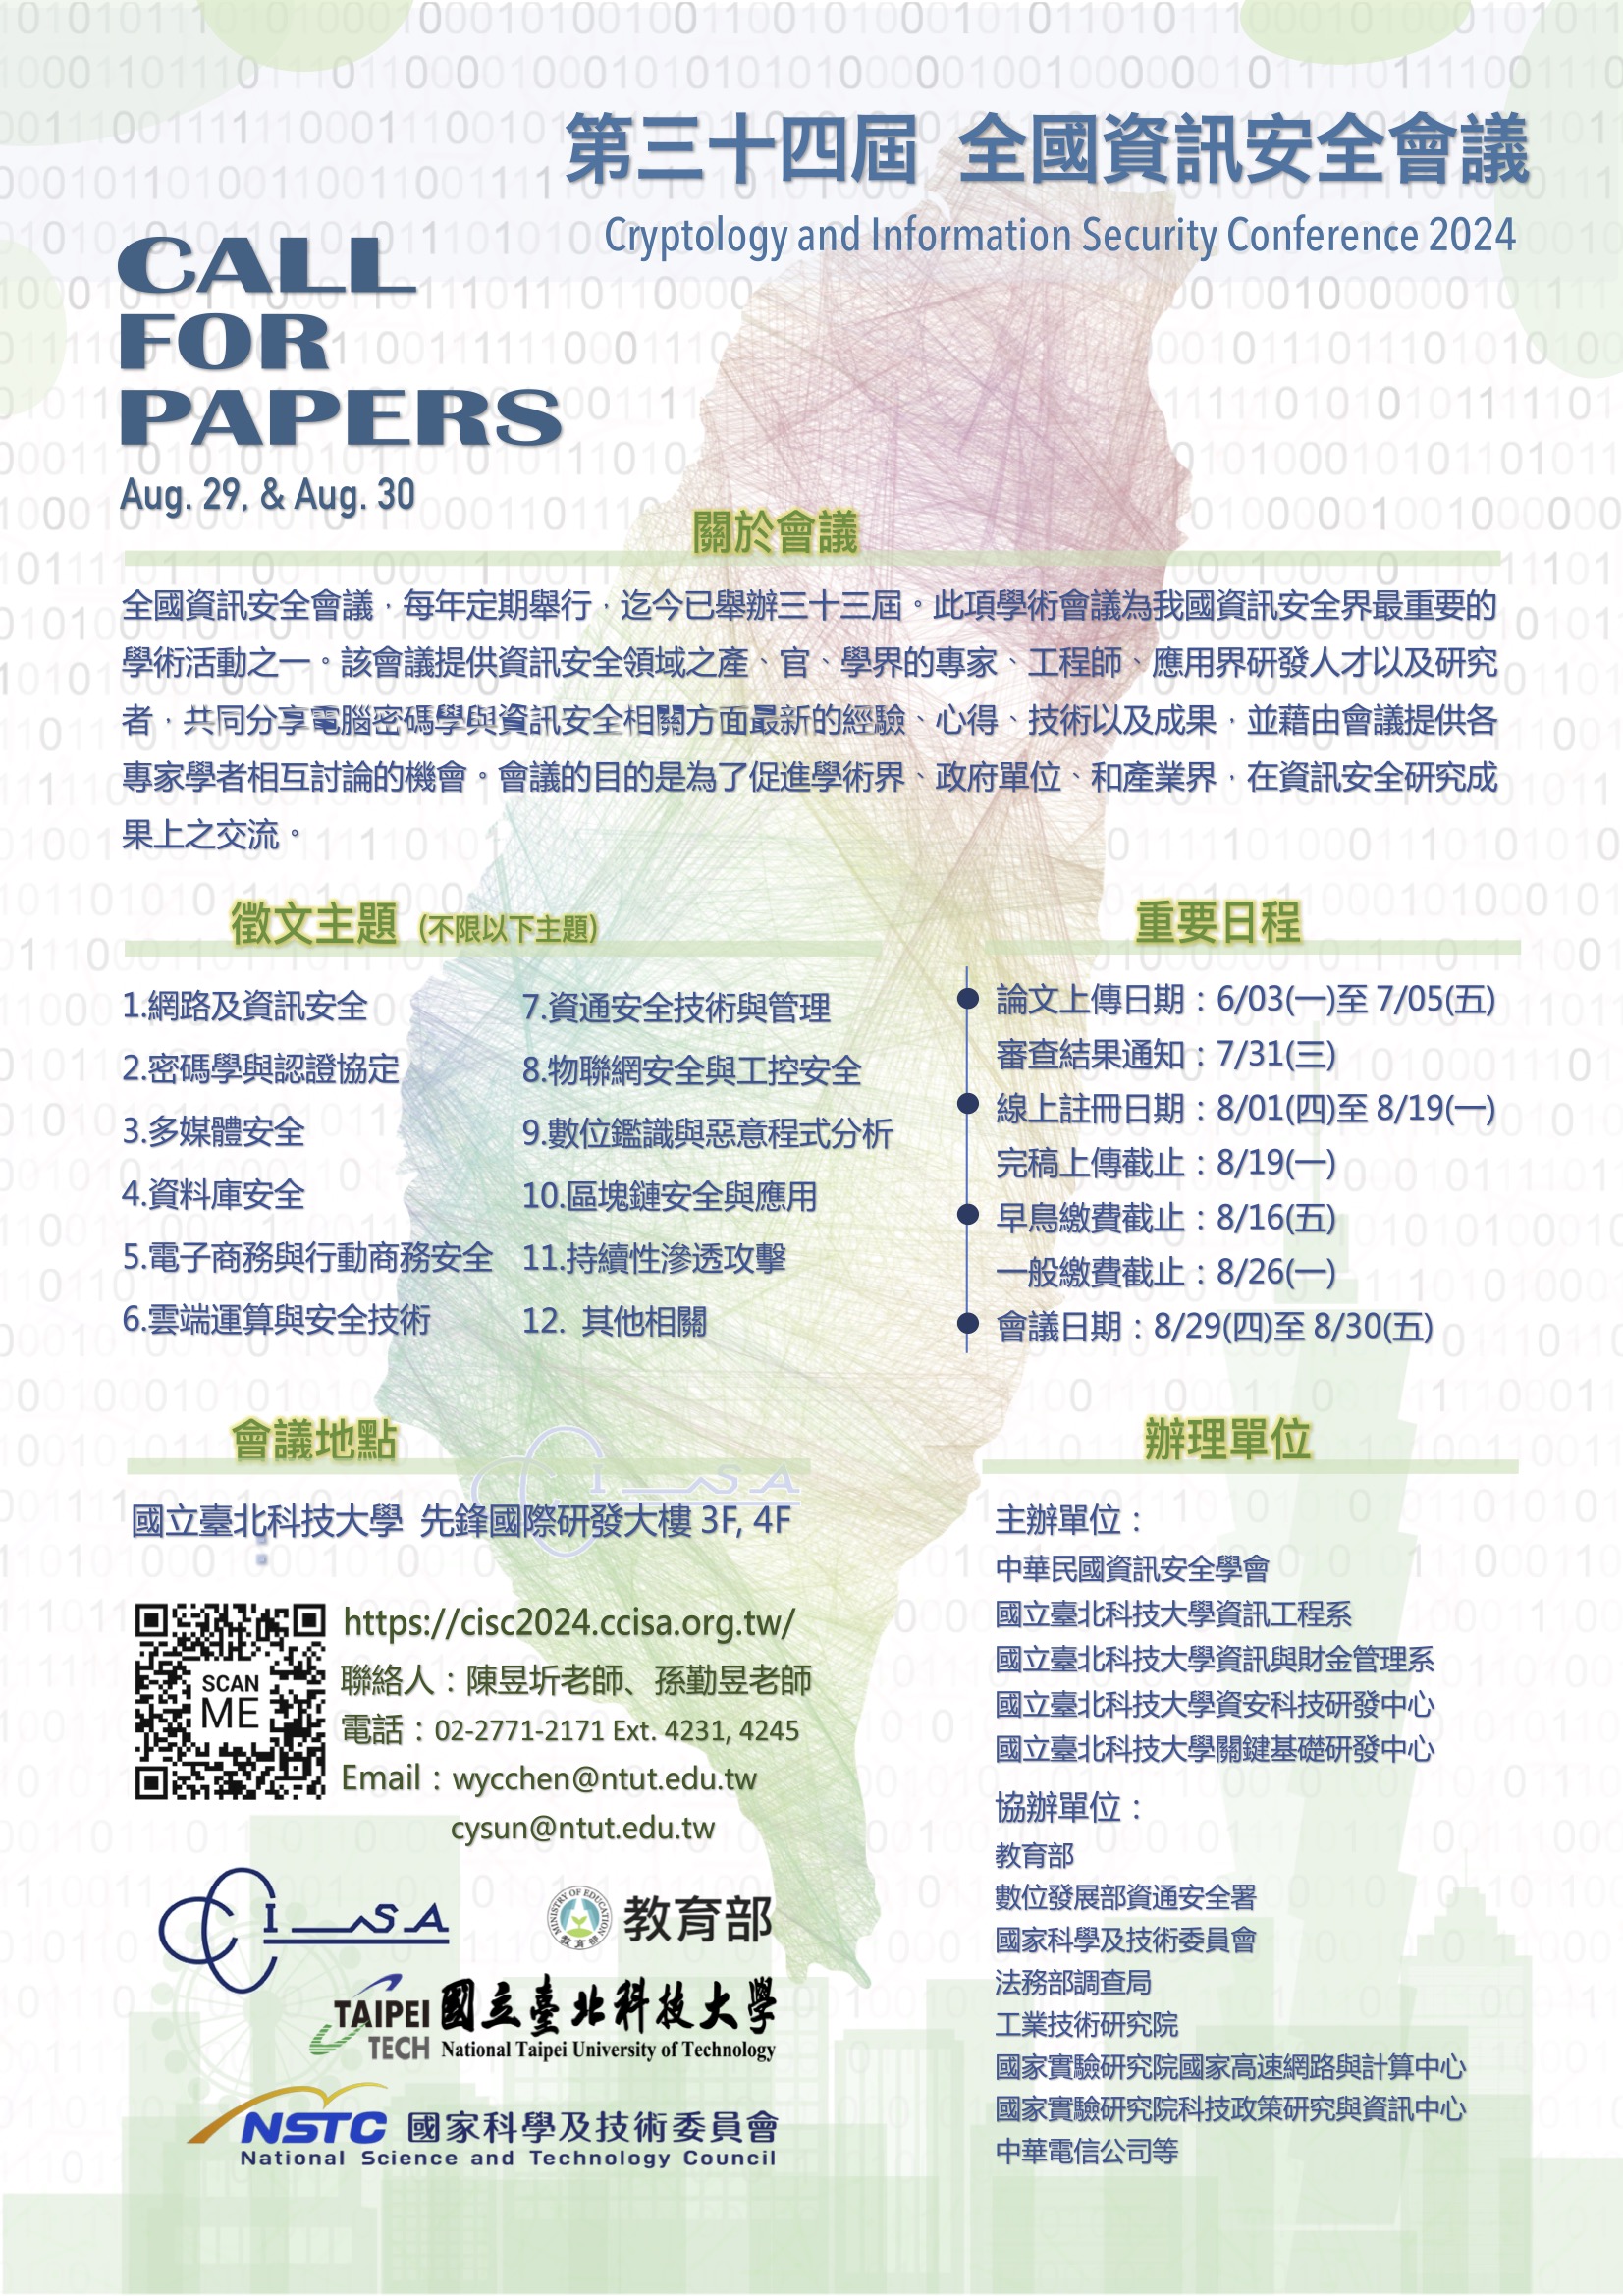 第三十四屆 全國資訊安全會議
Cryptology and Information Security Conference 2024
CALL
FOR
PAPERS
Aug. 29, & Aug. 30
關於會議
全國資訊安全會議，每年定期舉行，迄今已舉辦三十三屆。此項學術會議為我國資訊安全界最重要的
學術活動之一。該會議提供資訊安全領域之產、官、學界的專家、工程師、應用界研發人才以及研究
者，共同分享電腦密碼學與資訊安全相關方面最新的經驗、心得、技術以及成果，並藉由會議提供各
專家學者相互討論的機會。會議的目的是為了促進學術界、政府單位、和產業界，在資訊安全研究成
果上之交流。
徵文主題 (不限以下主題)
1.網路及資訊安全
2.密碼學與認證協定
3.多媒體安全
4.資料庫安全
5.電子商務與行動商務安全
6.雲端運算與安全技術
7.資通安全技術與管理
8.物聯網安全與工控安全
9.數位鑑識與惡意程式分析
10.區塊鏈安全與應用
11.持續性滲透攻擊
12. 其他相關
重要日程
論文上傳日期：6/03(一)至 7/05(五)
審查結果通知：7/31(三)
線上註冊日期：8/01(四)至 8/19(一)
完稿上傳截止：8/19(一)
早鳥繳費截止：8/16(五)
一般繳費截止：8/26(一)
會議日期：8/29(四)至 8/30(五)
會議地點
國立臺北科技大學 先鋒國際研發大樓 3F, 4F
SCAN
ME
https://cisc2024.ccisa.org.tw/
聯絡人：陳昱圻老師、孫勤昱老師
電話：02-2771-2171 Ext. 4231, 4245
Email：wycchen@ntut.edu.tw
cysun@ntut.edu.tw
CCISA
MINISTRY OF EDUCATION
教育部
教育部
TAIPEI
TECH
國立臺北科技大學
National Taipei University of Technology
NSTC 國家科學及技術委員會
National Science and Technology Council
辦理單位
主辦單位：
中華民國資訊安全學會
國立臺北科技大學資訊工程系
國立臺北科技大學資訊與財金管理系
國立臺北科技大學資安科技研發中心
國立臺北科技大學關鍵基礎研發中心
協辦單位：
教育部
數位發展部資通安全署
國家科學及技術委員會
法務部調查局
工業技術研究院
國家實驗研究院國家高速網路與計算中心
國家實驗研究院科技政策研究與資訊中心
中華電信公司等